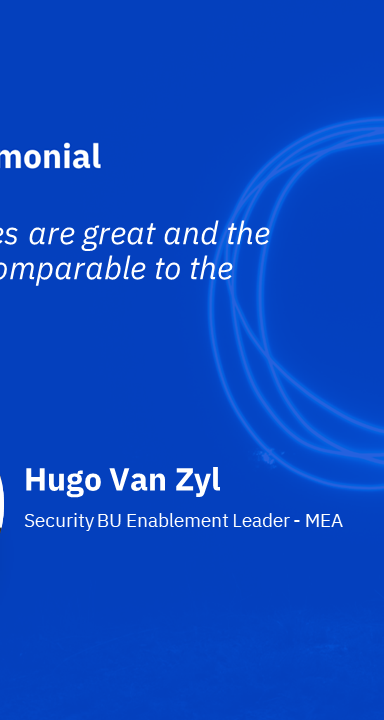 monial
es are great and the
omparable to the
Hugo Van Zyl
Security BU Enablement Leader - MEA